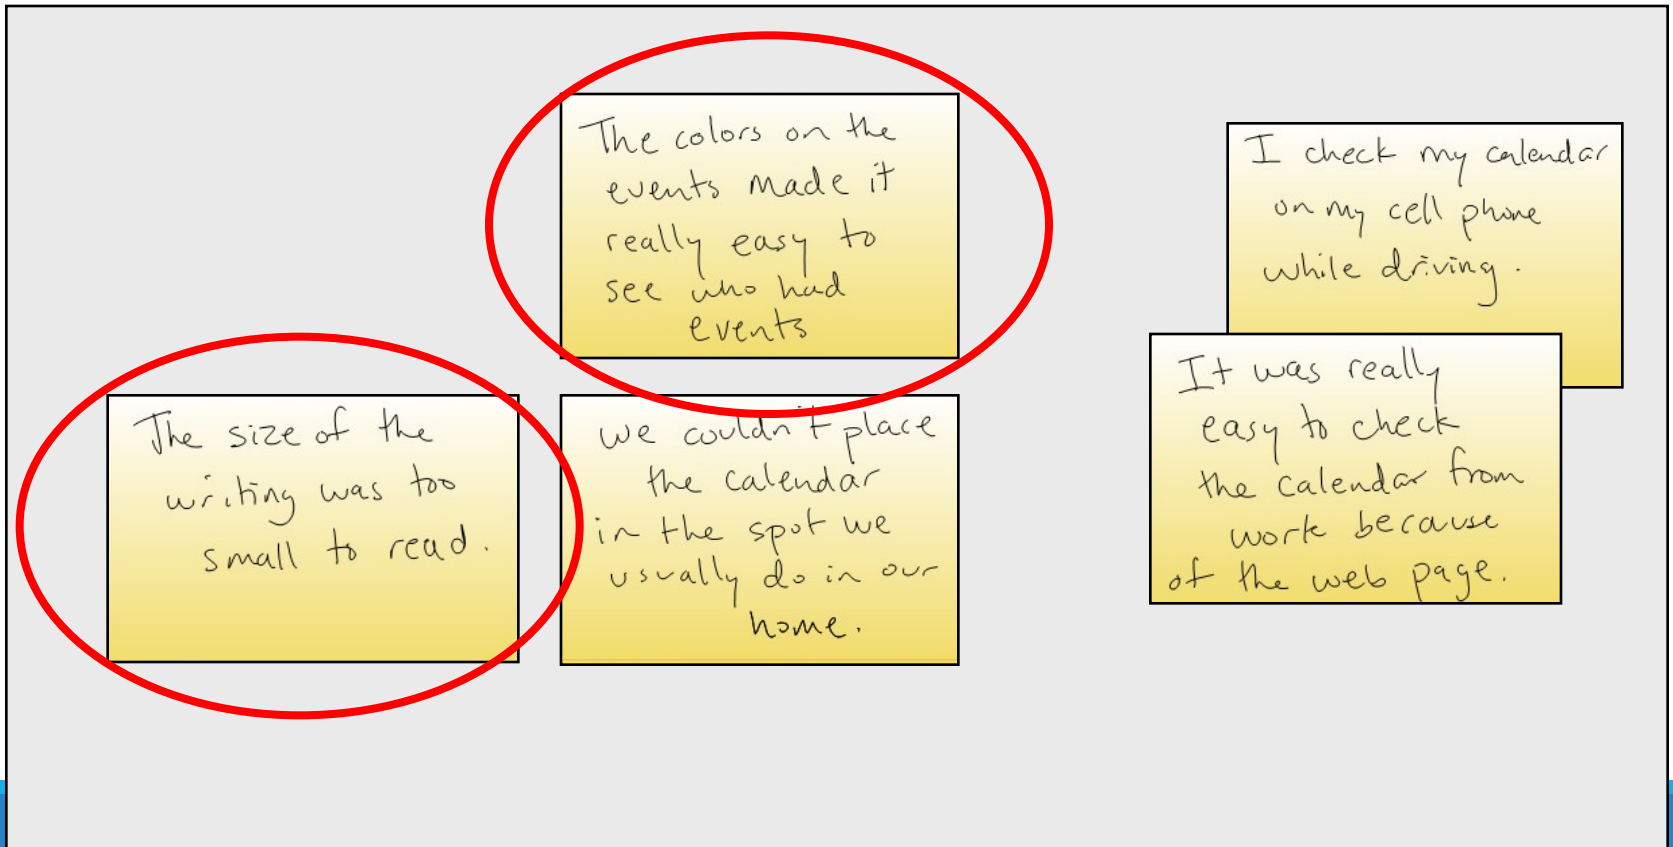 The colors on the
events made it
really easy to
see who had
events
I check my calendar
on my cell phone
while driving.
The size of the
writing was too
small to read.
we couldn't place
the calendar
in the spot we
usually do in our
home.
It was really
easy to check
the calendar from
work because
of the web page.